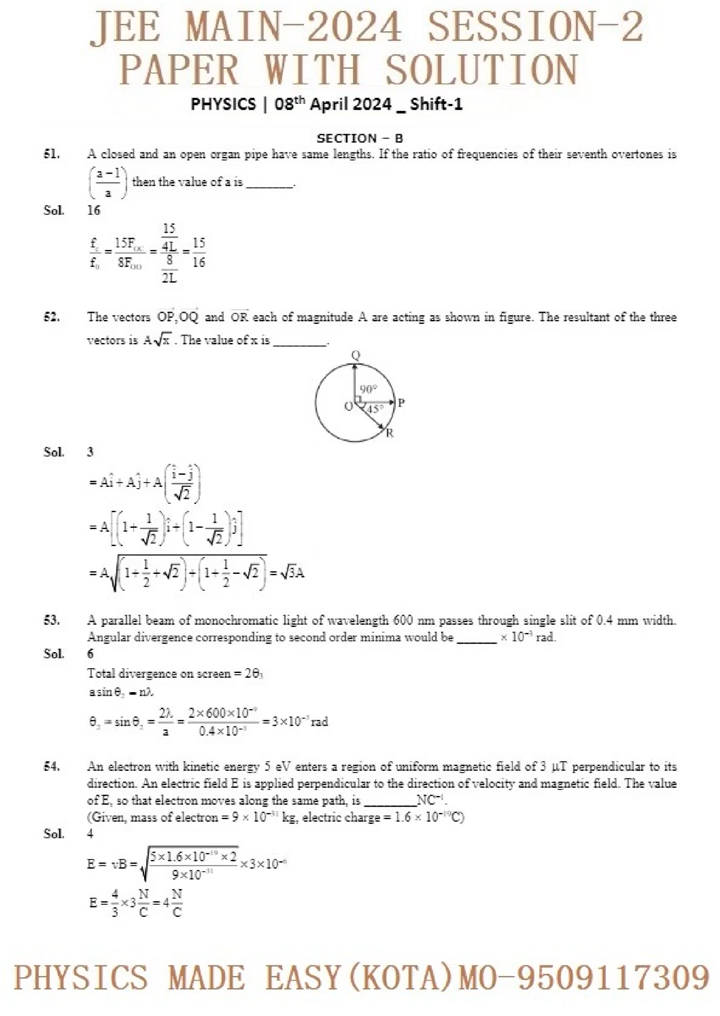 JEE MAIN-2024 SESSION-2
PAPER WITH SOLUTION
PHYSICS | 08th April 2024 _ Shift-1
SECTION – B
51. A closed and an open organ pipe have same lengths. If the ratio of frequencies of their seventh overtones is
((a−1)/a) then the value of a is _______.
Sol. 16
f_c/f_0 = 15F/8F = (15/4L)/(8/2L) = 15/16
52. The vectors OP, OQ and OR each of magnitude A are acting as shown in figure. The resultant of the three
vectors is A√x. The value of x is ________.
Q
90°
O 45° P
R
Sol. 3
= Aî + Aĵ + A((î−ĵ)/√2)
= A[(1+1/√2)î + (1−1/√2)ĵ]
= A√((1+1/2+√2)+(1+1/2−√2)) = √3A
53. A parallel beam of monochromatic light of wavelength 600 nm passes through single slit of 0.4 mm width.
Angular divergence corresponding to second order minima would be ______ × 10⁻³ rad.
Sol. 6
Total divergence on screen = 2θ
a sin θ = nλ
θ = sin θ = 2λ/a = (2×600×10⁻⁹)/(0.4×10⁻³) = 3×10⁻³ rad
54. An electron with kinetic energy 5 eV enters a region of uniform magnetic field of 3 μT perpendicular to its
direction. An electric field E is applied perpendicular to the direction of velocity and magnetic field. The value
of E, so that electron moves along the same path, is ________NC⁻¹.
(Given, mass of electron = 9 × 10⁻³¹ kg, electric charge = 1.6 × 10⁻¹⁹C)
Sol. 4
E = vB = √((5×1.6×10⁻¹⁹×2)/(9×10⁻³¹)) ×3×10⁻⁶
E = 4/3 ×3 N/C = 4 N/C
PHYSICS MADE EASY(KOTA)MO-9509117309